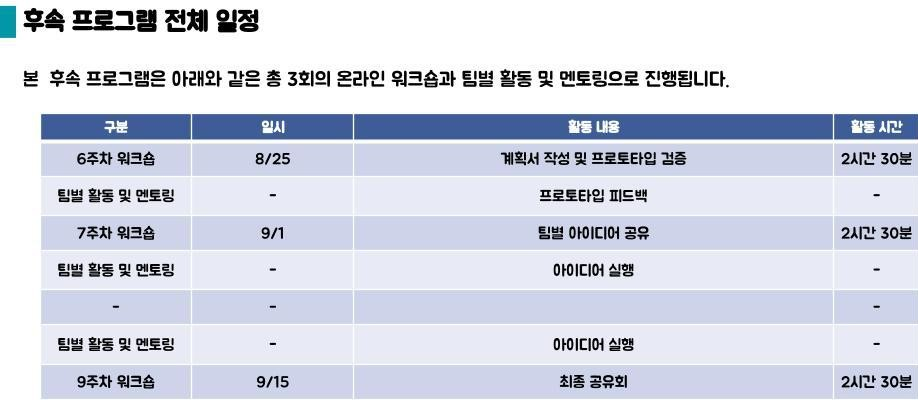 후속 프로그램 전체 일정
본 후속 프로그램은 아래와 같은 총 3회의 온라인 워크숍과 팀별 활동 및 멘토링으로 진행됩니다.
구분 일시 활동 내용 활동 시간
6주차 워크숍 8/25 계획서 작성 및 프로토타입 검증 2시간 30분
팀별 활동 및 멘토링 - 프로토타입 피드백 -
7주차 워크숍 9/1 팀별 아이디어 공유 2시간 30분
팀별 활동 및 멘토링 - 아이디어 실행 -
- - -
팀별 활동 및 멘토링 - 아이디어 실행 -
9주차 워크숍 9/15 최종 공유회 2시간 30분